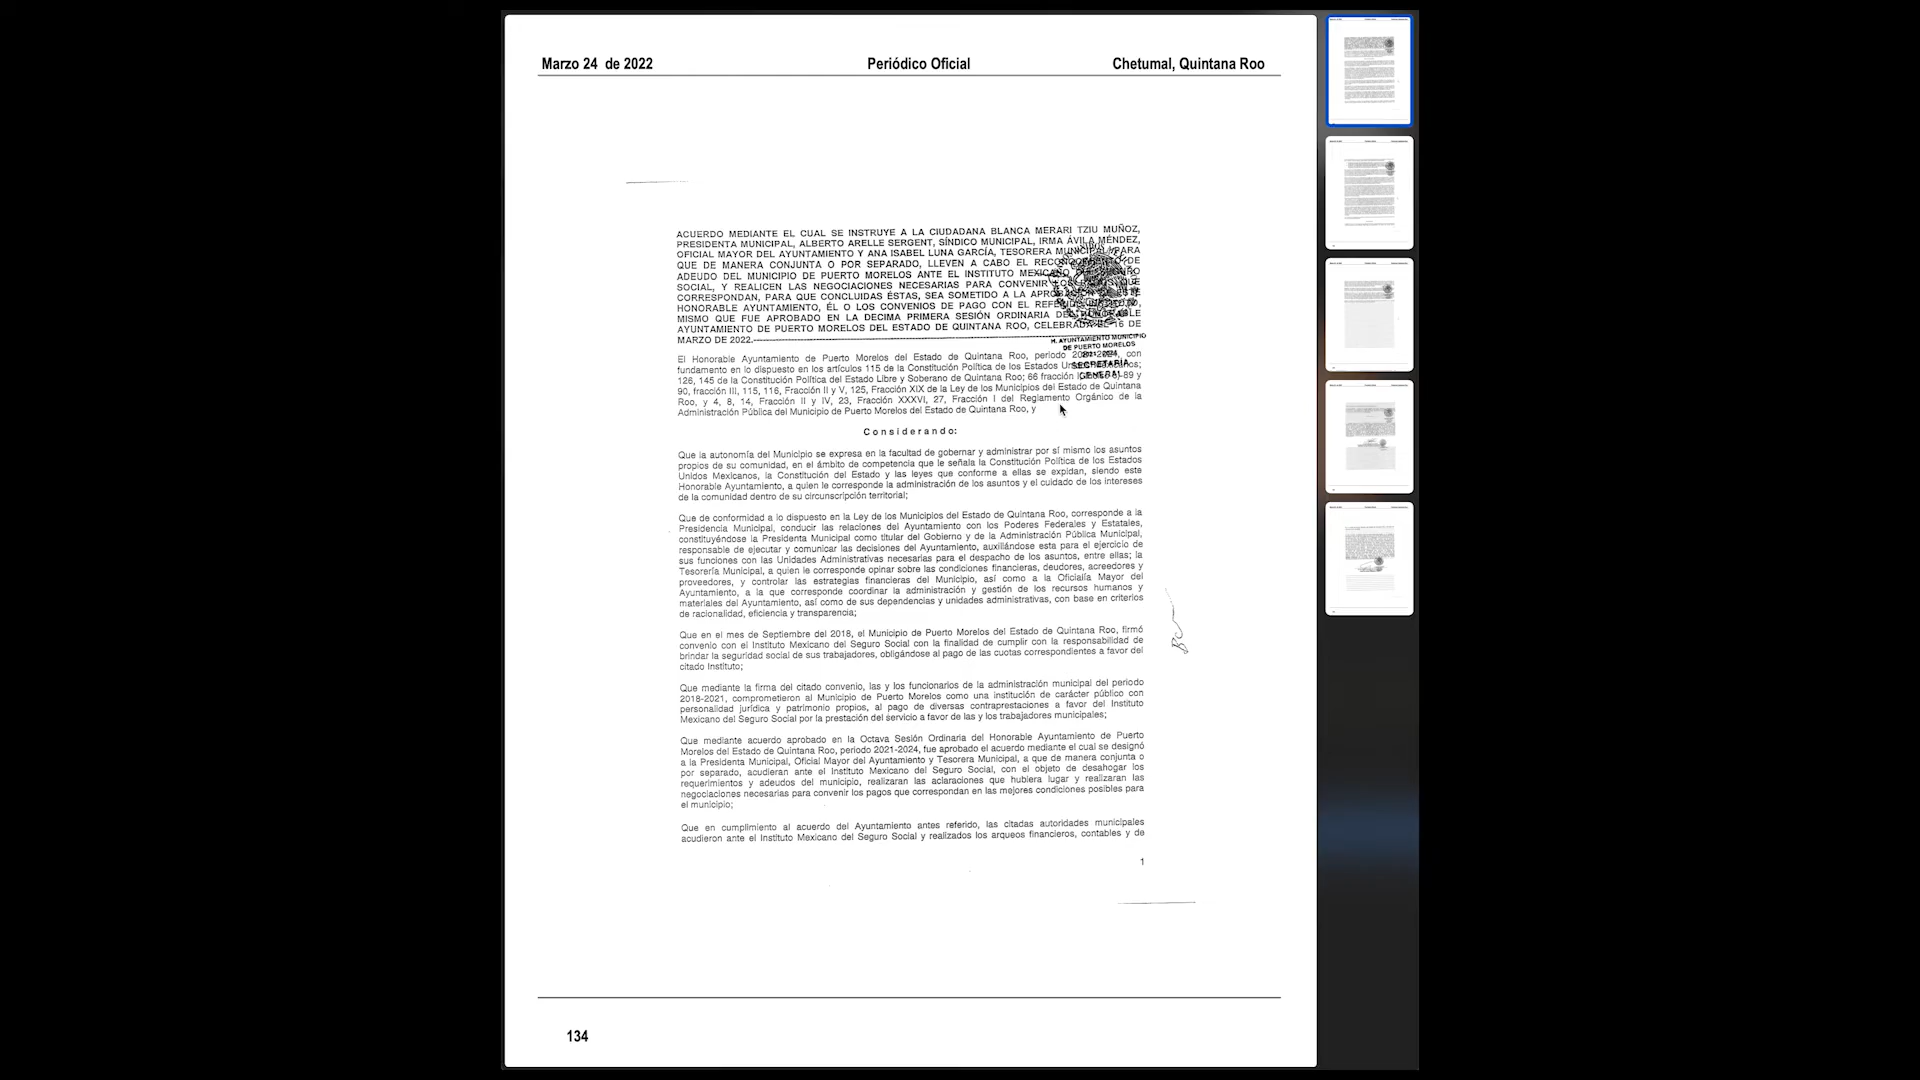 Marzo 24 de 2022 Periódico Oficial Chetumal, Quintana Roo
ACUERDO MEDIANTE EL CUAL SE INSTRUYE A LA CIUDADANA BLANCA MERARI TZIU MUÑOZ,
PRESIDENTA MUNICIPAL, ALBERTO ARELLE SERGENT, SÍNDICO MUNICIPAL, IRMA ÁVILA MÉNDEZ,
OFICIAL MAYOR DEL AYUNTAMIENTO Y ANA ISABEL LUNA GARCÍA, TESORERA MUNICIPAL, PARA
QUE DE MANERA CONJUNTA O POR SEPARADO, LLEVEN A CABO EL RECONOCIMIENTO DE
ADEUDO DEL MUNICIPIO DE PUERTO MORELOS ANTE EL INSTITUTO MEXICANO DEL SEGURO
SOCIAL, Y REALICEN LAS NEGOCIACIONES NECESARIAS PARA CONVENIR LOS PAGOS QUE
CORRESPONDAN, PARA QUE CONCLUIDAS ÉSTAS, SEA SOMETIDO A LA APROBACIÓN DE ESTE
HONORABLE AYUNTAMIENTO, ÉL O LOS CONVENIOS DE PAGO CON EL REFERIDO INSTITUTO,
MISMO QUE FUE APROBADO EN LA DECIMA PRIMERA SESIÓN ORDINARIA DEL HONORABLE
AYUNTAMIENTO DE PUERTO MORELOS DEL ESTADO DE QUINTANA ROO, CELEBRADA EL 16 DE
MARZO DE 2022.
H. AYUNTAMIENTO MUNICIPIO
DE PUERTO MORELOS
2021-2024
SECRETARÍA
GENERAL
El Honorable Ayuntamiento de Puerto Morelos del Estado de Quintana Roo, periodo 2021-2024, con
fundamento en lo dispuesto en los artículos 115 de la Constitución Política de los Estados Unidos Mexicanos;
126, 145 de la Constitución Política del Estado Libre y Soberano de Quintana Roo; 66 fracción 89 y
90, fracción III, 115, 116, Fracción II y V, 125, Fracción XIX de la Ley de los Municipios del Estado de Quintana
Roo, y 4, 8, 14, Fracción II y IV, 23, Fracción XXXVI, 27, Fracción I del Reglamento Orgánico de la
Administración Pública del Municipio de Puerto Morelos del Estado de Quintana Roo, y
Considerando:
Que la autonomía del Municipio se expresa en la facultad de gobernar y administrar por sí mismo los asuntos
propios de su comunidad, en el ámbito de competencia que le señala la Constitución Política de los Estados
Unidos Mexicanos, la Constitución del Estado y las leyes que conforme a ellas se expidan, siendo este
Honorable Ayuntamiento, a quien le corresponde la administración de los asuntos y el cuidado de los intereses
de la comunidad dentro de su circunscripción territorial;
Que de conformidad a lo dispuesto en la Ley de los Municipios del Estado de Quintana Roo, corresponde a la
Presidencia Municipal, conducir las relaciones del Ayuntamiento con los Poderes Federales y Estatales,
constituyéndose la Presidenta Municipal como titular del Gobierno y de la Administración Pública Municipal,
responsable de ejecutar y comunicar las decisiones del Ayuntamiento, auxiliándose esta para el ejercicio de
sus funciones con las Unidades Administrativas necesarias para el despacho de los asuntos, entre ellas; la
Tesorería Municipal, a quien le corresponde opinar sobre las condiciones financieras, deudores, acreedores y
proveedores, y controlar las estrategias financieras del Municipio, así como a la Oficialía Mayor del
Ayuntamiento, a la que corresponde coordinar la administración y gestión de los recursos humanos y
materiales del Ayuntamiento, así como de sus dependencias y unidades administrativas, con base en criterios
de racionalidad, eficiencia y transparencia;
Que en el mes de Septiembre del 2018, el Municipio de Puerto Morelos del Estado de Quintana Roo, firmó
convenio con el Instituto Mexicano del Seguro Social con la finalidad de cumplir con la responsabilidad de
brindar la seguridad social de sus trabajadores, obligándose al pago de las cuotas correspondientes a favor del
citado Instituto;
Que mediante la firma del citado convenio, las y los funcionarios de la administración municipal del periodo
2018-2021, comprometieron al Municipio de Puerto Morelos como una institución de carácter público con
personalidad jurídica y patrimonio propios, al pago de diversas contraprestaciones a favor del Instituto
Mexicano del Seguro Social por la prestación del servicio a favor de las y los trabajadores municipales;
Que mediante acuerdo aprobado en la Octava Sesión Ordinaria del Honorable Ayuntamiento de Puerto
Morelos del Estado de Quintana Roo, periodo 2021-2024, fue aprobado el acuerdo mediante el cual se designó
a la Presidenta Municipal, Oficial Mayor del Ayuntamiento y Tesorera Municipal, a que de manera conjunta o
por separado, acudieran ante el Instituto Mexicano del Seguro Social, con el objeto de desahogar los
requerimientos y adeudos del municipio, realizaran las aclaraciones que hubiera lugar y realizaran las
negociaciones necesarias para convenir los pagos que correspondan en las mejores condiciones posibles para
el municipio;
Que en cumplimiento al acuerdo del Ayuntamiento antes referido, las citadas autoridades municipales
acudieron ante el Instituto Mexicano del Seguro Social y realizados los arqueos financieros, contables y de
1
134